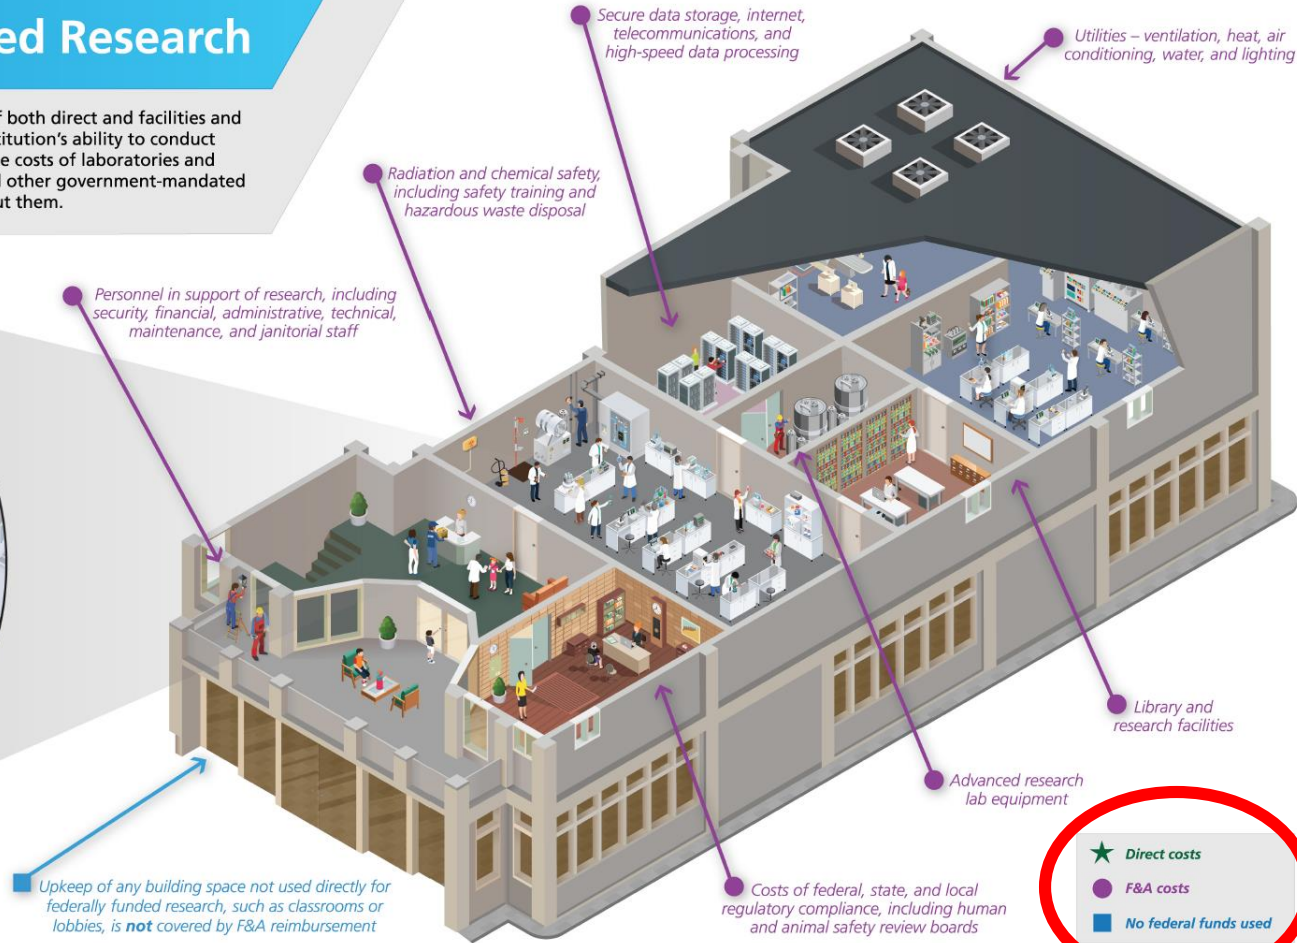 ed Research
f both direct and facilities and
titution's ability to conduct
e costs of laboratories and
d other government-mandated
ut them.
Secure data storage, internet,
telecommunications, and
high-speed data processing
Utilities – ventilation, heat, air
conditioning, water, and lighting
Radiation and chemical safety,
including safety training and
hazardous waste disposal
Personnel in support of research, including
security, financial, administrative, technical,
maintenance, and janitorial staff
Library and
research facilities
Advanced research
lab equipment
Upkeep of any building space not used directly for
federally funded research, such as classrooms or
lobbies, is not covered by F&A reimbursement
Costs of federal, state, and local
regulatory compliance, including human
and animal safety review boards
Direct costs
F&A costs
No federal funds used